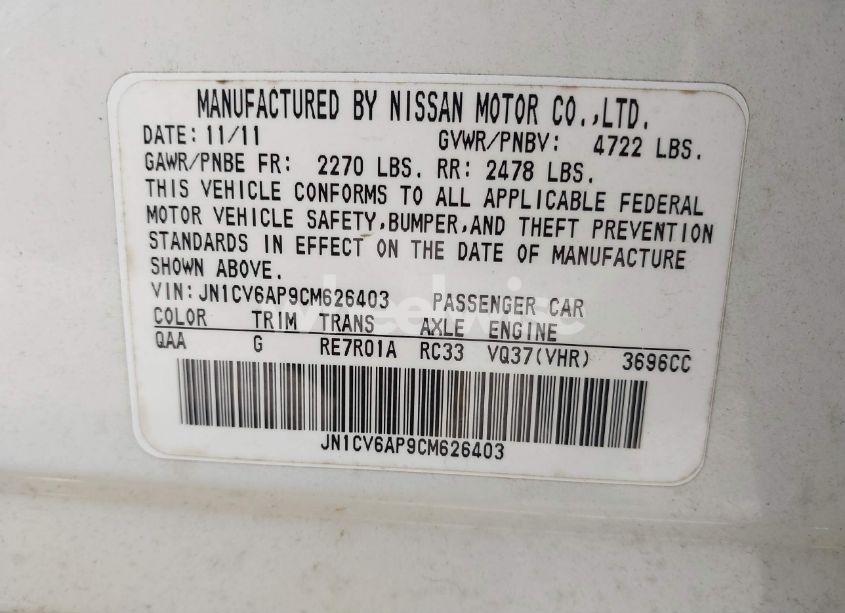 MANUFACTURED BY NISSAN MOTOR CO.,LTD.
DATE: 11/11 GVWR/PNBV: 4722 LBS.
GAWR/PNBE FR: 2270 LBS. RR: 2478 LBS.
THIS VEHICLE CONFORMS TO ALL APPLICABLE FEDERAL
MOTOR VEHICLE SAFETY,BUMPER,AND THEFT PREVENTION
STANDARDS IN EFFECT ON THE DATE OF MANUFACTURE
SHOWN ABOVE.
VIN:JN1CV6AP9CM626403 PASSENGER CAR
COLOR TRIM TRANS AXLE ENGINE
QAA G RE7R01A RC33 VQ37(VHR) 3696CC
JN1CV6AP9CM626403